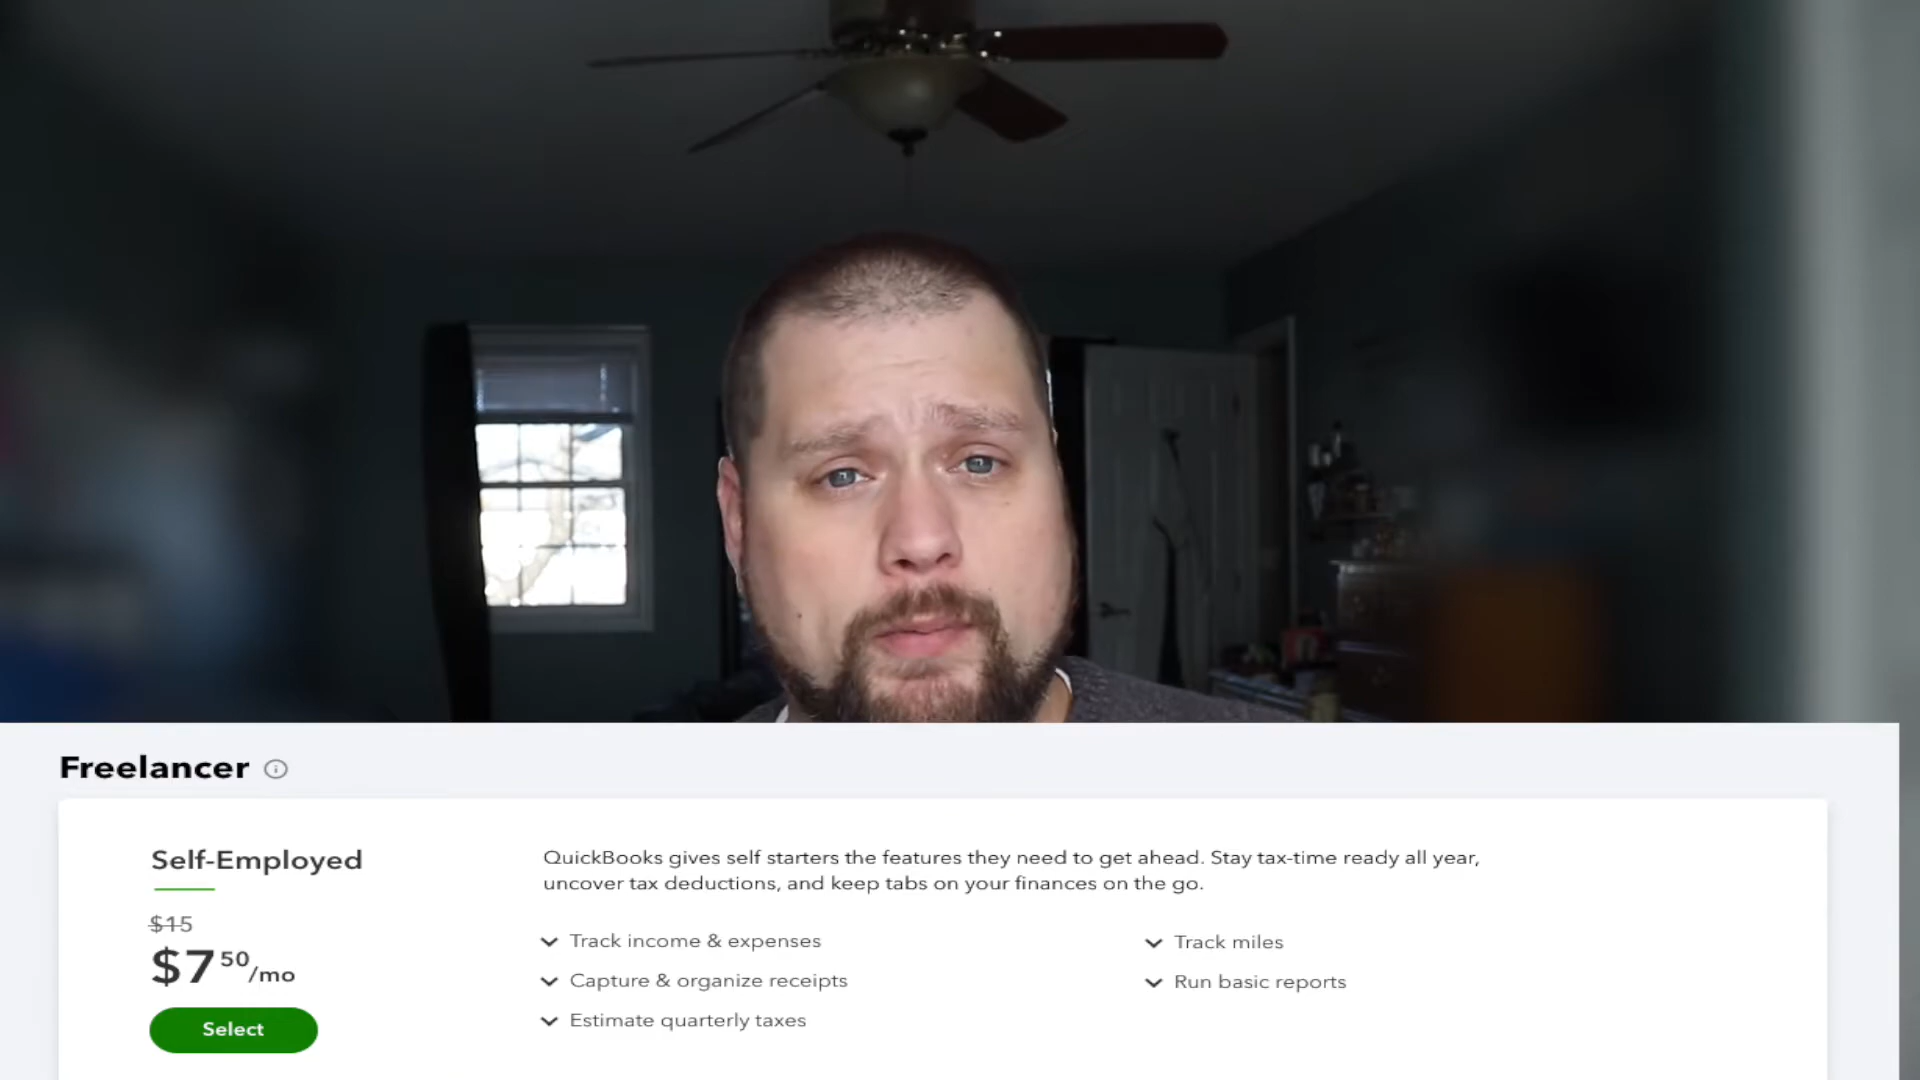 Freelancer
Self-Employed
$15
$7 50/mo
Select
QuickBooks gives self starters the features they need to get ahead. Stay tax-time ready all year,
uncover tax deductions, and keep tabs on your finances on the go.
Track income & expenses
Capture & organize receipts
Estimate quarterly taxes
Track miles
Run basic reports